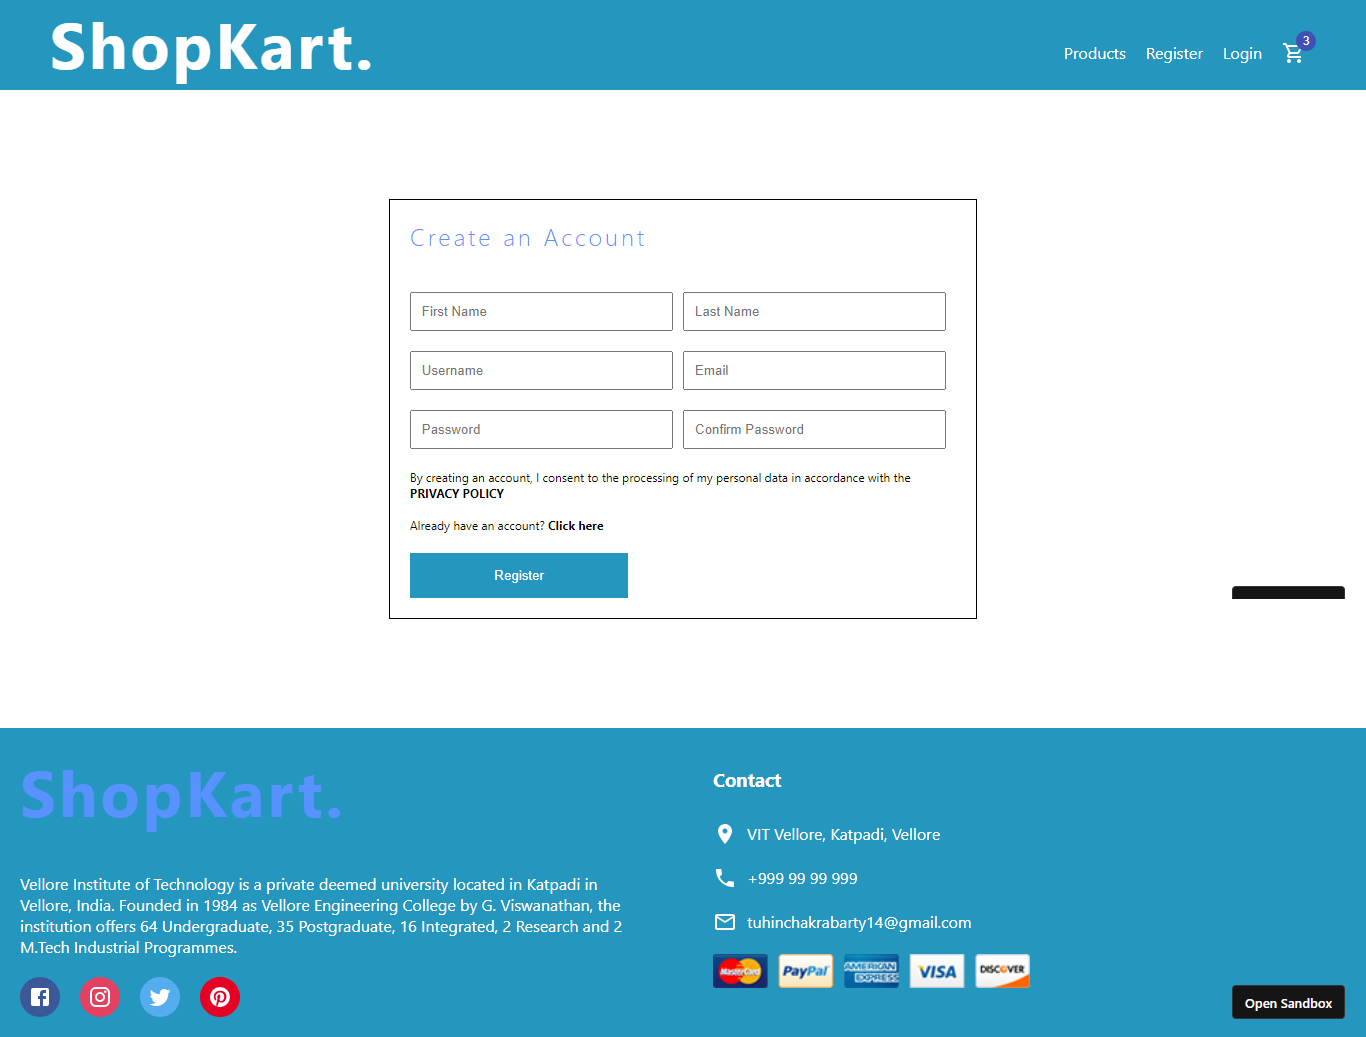 ShopKart.
Products Register Login 3
Create an Account
First Name Last Name
Username Email
Password Confirm Password
By creating an account, I consent to the processing of my personal data in accordance with the
PRIVACY POLICY
Already have an account? Click here
Register
ShopKart.
Vellore Institute of Technology is a private deemed university located in Katpadi in
Vellore, India. Founded in 1984 as Vellore Engineering College by G. Viswanathan, the
institution offers 64 Undergraduate, 35 Postgraduate, 16 Integrated, 2 Research and 2
M.Tech Industrial Programmes.
Contact
VIT Vellore, Katpadi, Vellore
+999 99 99 999
tuhinchakrabarty14@gmail.com
MasterCard PayPal AMERICAN EXPRESS VISA DISCOVER
Open Sandbox